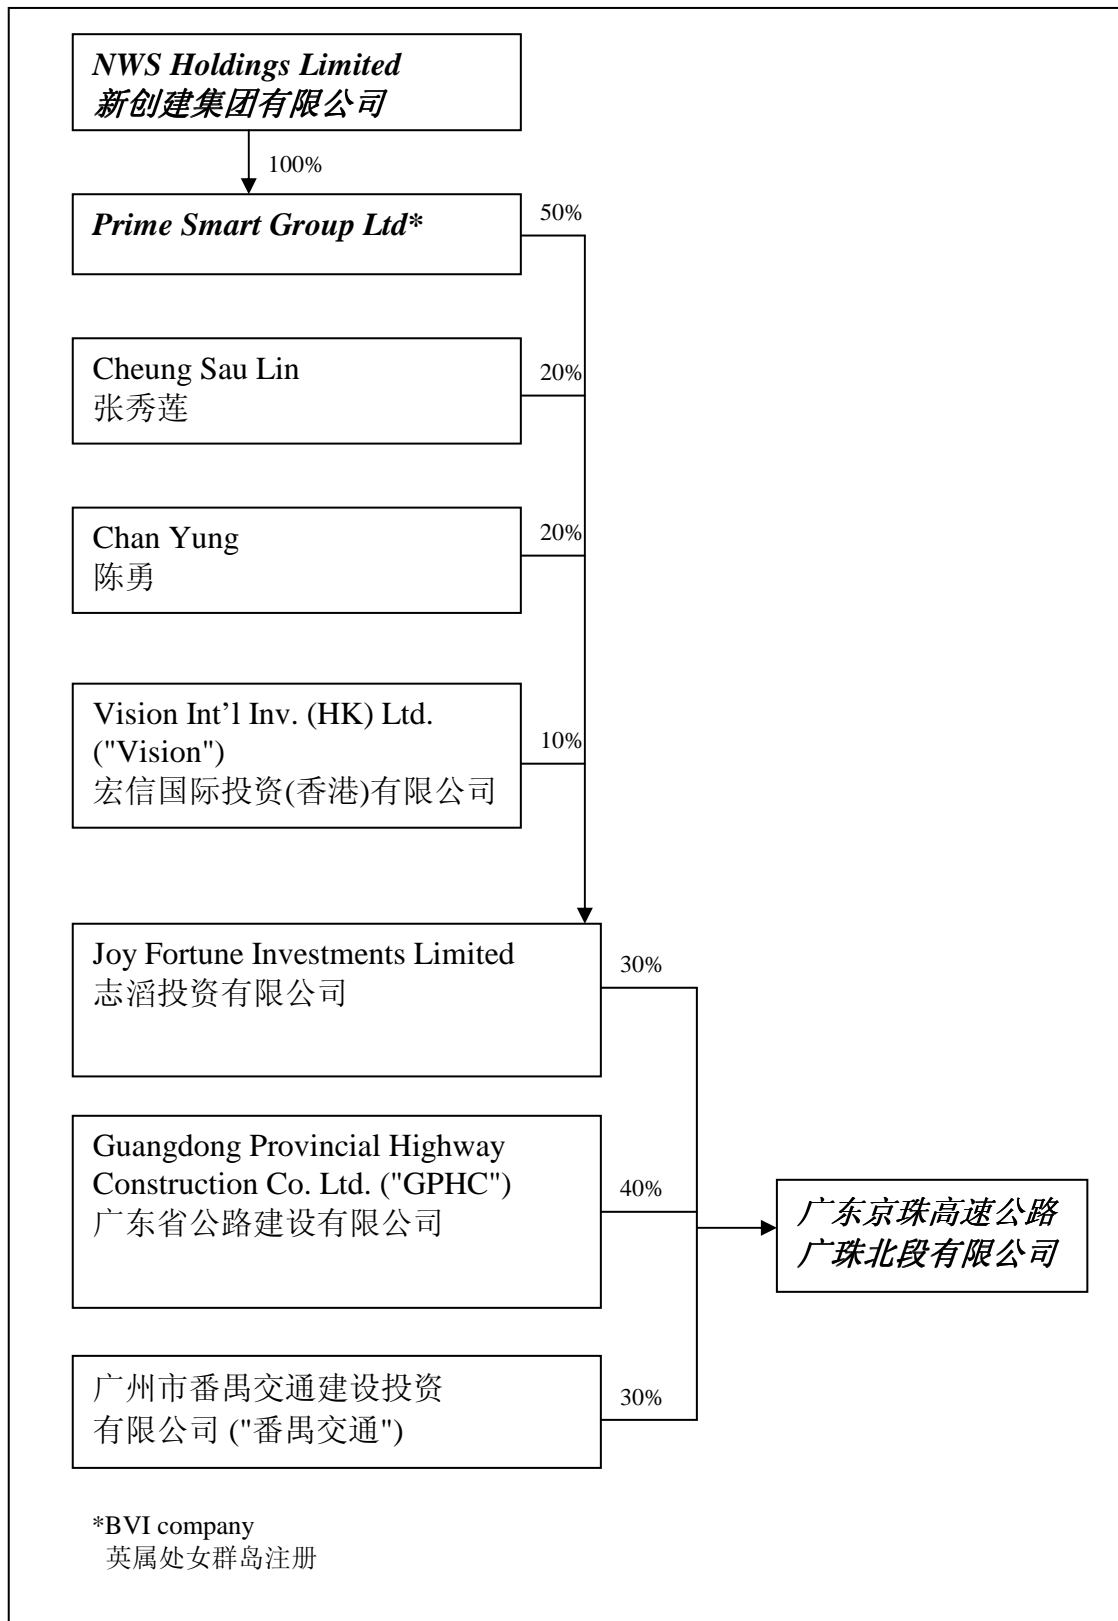 NWS Holdings Limited
新创建集团有限公司
100%
Prime Smart Group Ltd*
50%
Cheung Sau Lin
张秀莲
20%
Chan Yung
陈勇
20%
Vision Int’l Inv. (HK) Ltd.
("Vision")
宏信国际投资(香港)有限公司
10%
Joy Fortune Investments Limited
志滔投资有限公司
30%
Guangdong Provincial Highway
Construction Co. Ltd. ("GPHC")
广东省公路建设有限公司
40%
广东京珠高速公路
广珠北段有限公司
广州市番禺交通建设投资
有限公司 ("番禺交通")
30%
*BVI company
英属处女群岛注册